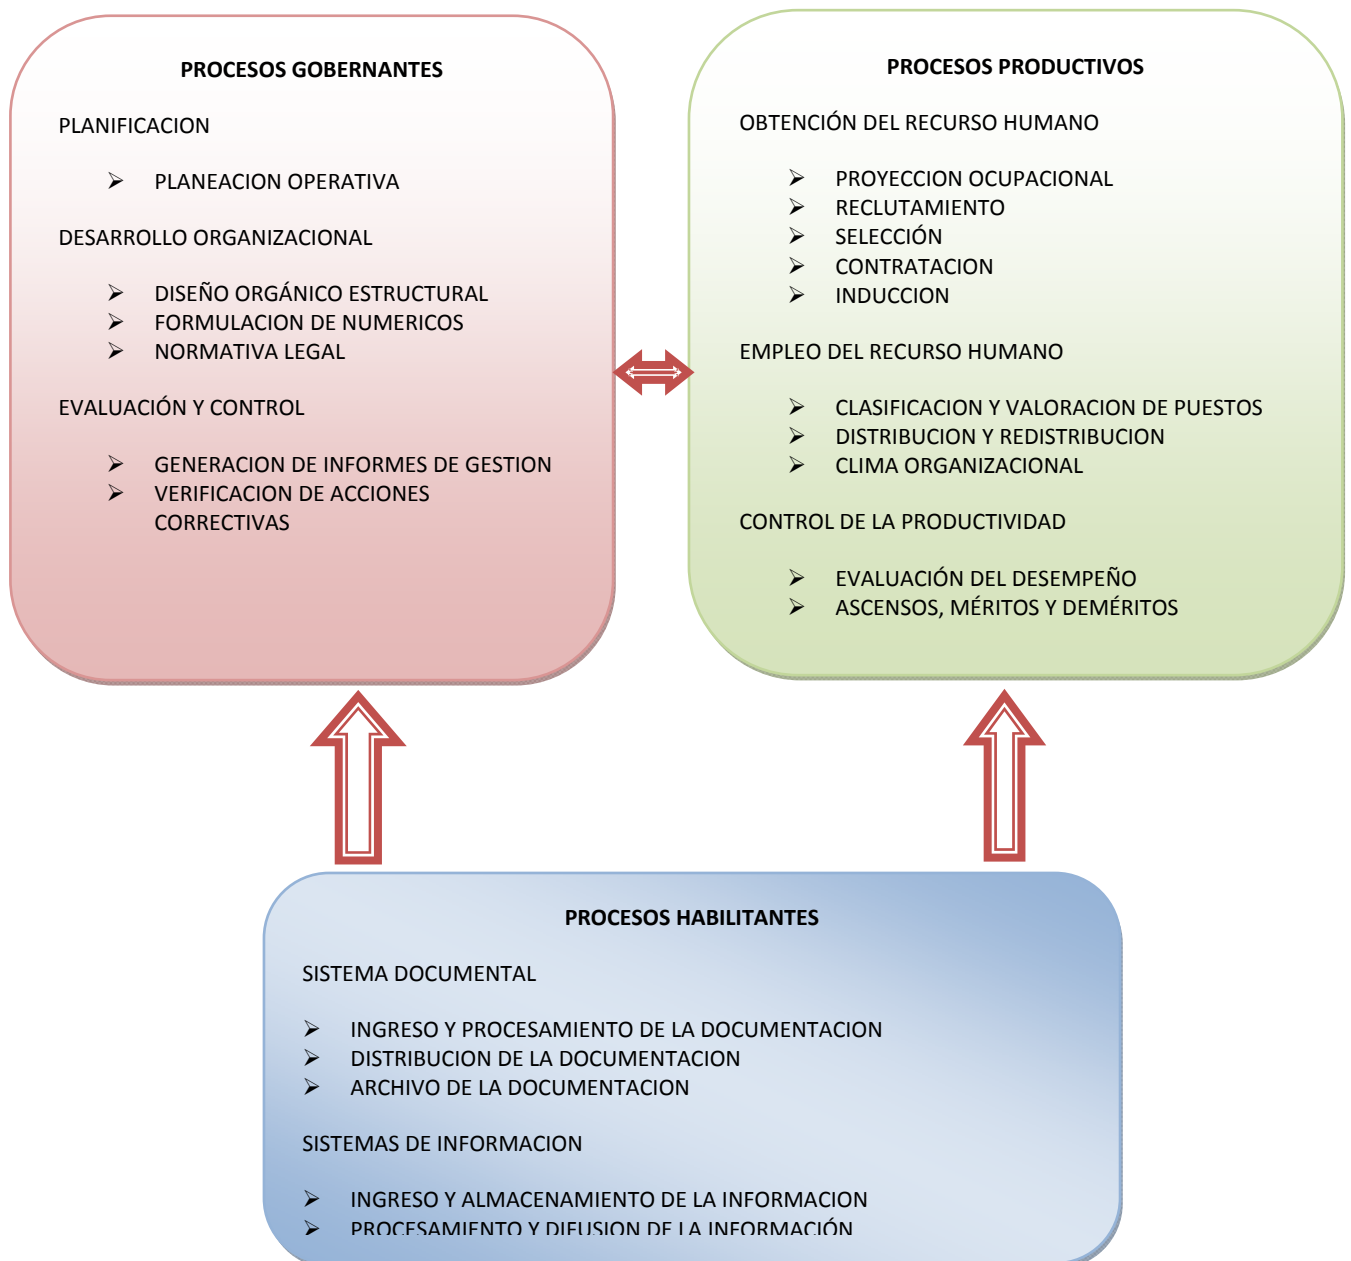 PROCESOS GOBERNANTES
PLANIFICACION
➢ PLANEACION OPERATIVA
DESARROLLO ORGANIZACIONAL
➢ DISEÑO ORGÁNICO ESTRUCTURAL
➢ FORMULACION DE NUMERICOS
➢ NORMATIVA LEGAL
EVALUACIÓN Y CONTROL
➢ GENERACION DE INFORMES DE GESTION
➢ VERIFICACION DE ACCIONES
CORRECTIVAS
PROCESOS PRODUCTIVOS
OBTENCIÓN DEL RECURSO HUMANO
➢ PROYECCION OCUPACIONAL
➢ RECLUTAMIENTO
➢ SELECCIÓN
➢ CONTRATACION
➢ INDUCCION
EMPLEO DEL RECURSO HUMANO
➢ CLASIFICACION Y VALORACION DE PUESTOS
➢ DISTRIBUCION Y REDISTRIBUCION
➢ CLIMA ORGANIZACIONAL
CONTROL DE LA PRODUCTIVIDAD
➢ EVALUACIÓN DEL DESEMPEÑO
➢ ASCENSOS, MÉRITOS Y DEMÉRITOS
PROCESOS HABILITANTES
SISTEMA DOCUMENTAL
➢ INGRESO Y PROCESAMIENTO DE LA DOCUMENTACION
➢ DISTRIBUCION DE LA DOCUMENTACION
➢ ARCHIVO DE LA DOCUMENTACION
SISTEMAS DE INFORMACION
➢ INGRESO Y ALMACENAMIENTO DE LA INFORMACION
➢ PROCESAMIENTO Y DIFUSION DE LA INFORMACIÓN